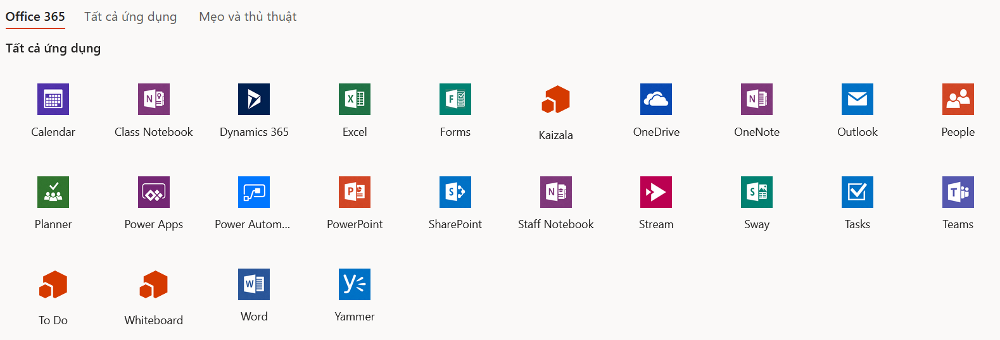 Office 365 Tất cả ứng dụng Mẹo và thủ thuật
Tất cả ứng dụng
Calendar Class Notebook Dynamics 365 Excel Forms Kaizala OneDrive OneNote Outlook People
Planner Power Apps Power Autom... PowerPoint SharePoint Staff Notebook Stream Sway Tasks Teams
To Do Whiteboard Word Yammer